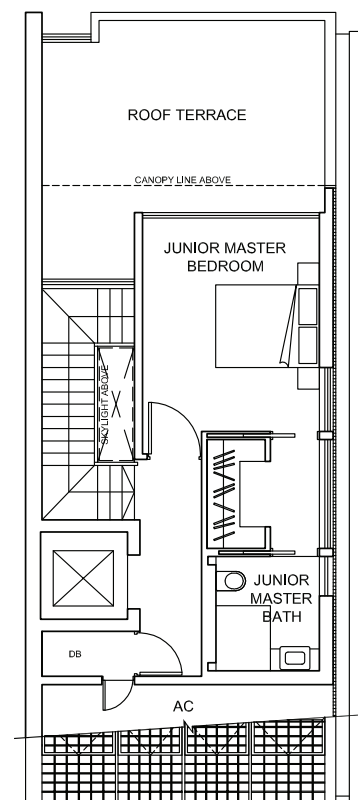 ROOF TERRACE
CANOPY LINE ABOVE
JUNIOR MASTER
BEDROOM
SKYLIGHT ABOVE
JUNIOR
MASTER
BATH
DB
AC